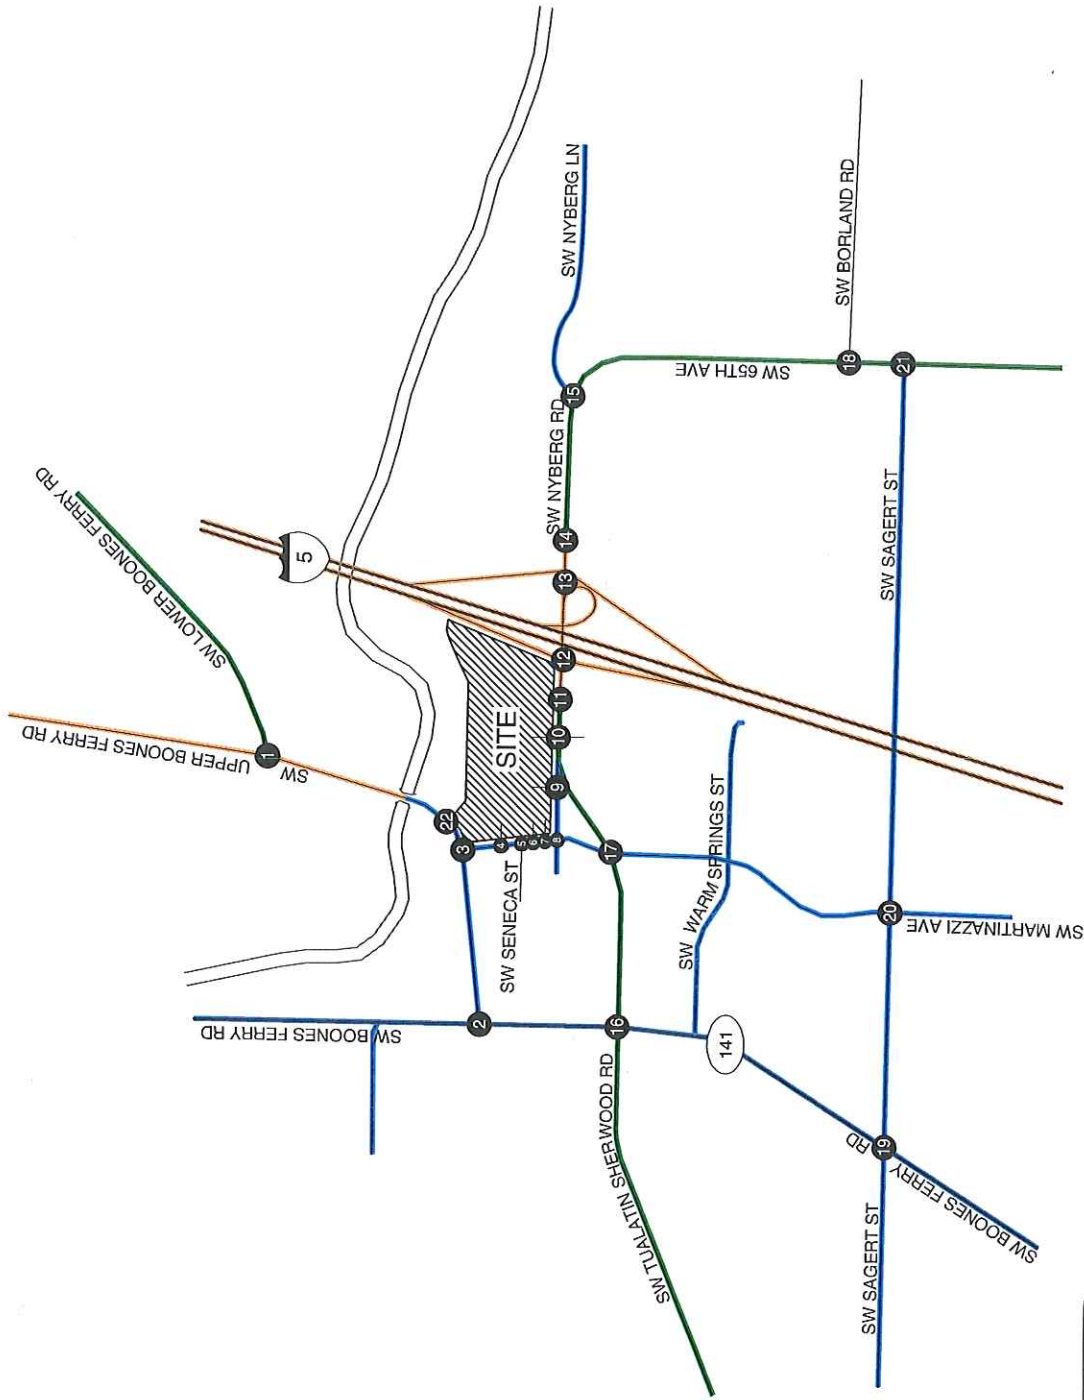 SW LOWER BOONES FERRY RD
5
SW
UPPER BOONES FERRY RD
1
22
3
2
SITE
4
5
6
7
8
9
10
11
12
13
14
15
SW NYBERG RD
SW NYBERG LN
SW SENECA ST
SW BOONES FERRY RD
16
17
SW TUALATIN SHERWOOD RD
SW WARM SPRINGS ST
141
SW 65TH AVE
SW BORLAND RD
18
21
SW SAGERT ST
20
SW MARTINAZZI AVE
19
SW SAGERT ST
SW BOONES FERRY
RD